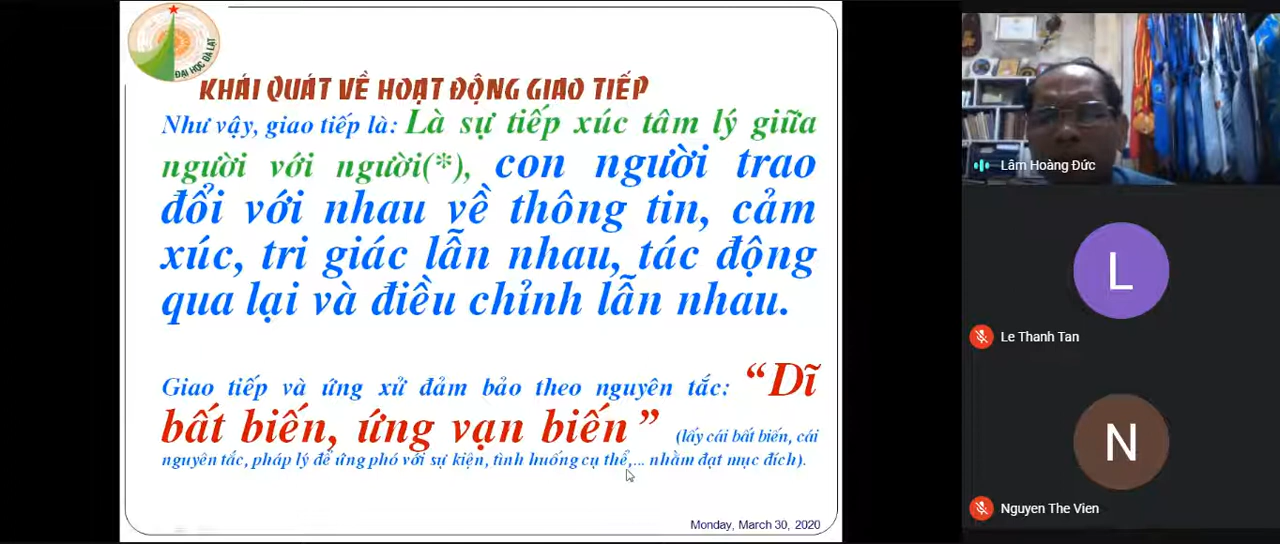 ĐẠI HỌC ĐÀ LẠT
KHÁI QUÁT VỀ HOẠT ĐỘNG GIAO TIẾP
Như vậy, giao tiếp là: Là sự tiếp xúc tâm lý giữa
người với người(*), con người trao
đổi với nhau về thông tin, cảm
xúc, tri giác lẫn nhau, tác động
qua lại và điều chỉnh lẫn nhau.
Giao tiếp và ứng xử đảm bảo theo nguyên tắc: “Dĩ
bất biến, ứng vạn biến” (lấy cái bất biến, cái
nguyên tắc, pháp lý để ứng phó với sự kiện, tình huống cụ thể,... nhằm đạt mục đích).
Monday, March 30, 2020
Lâm Hoàng Đức
L
Le Thanh Tan
N
Nguyen The Vien